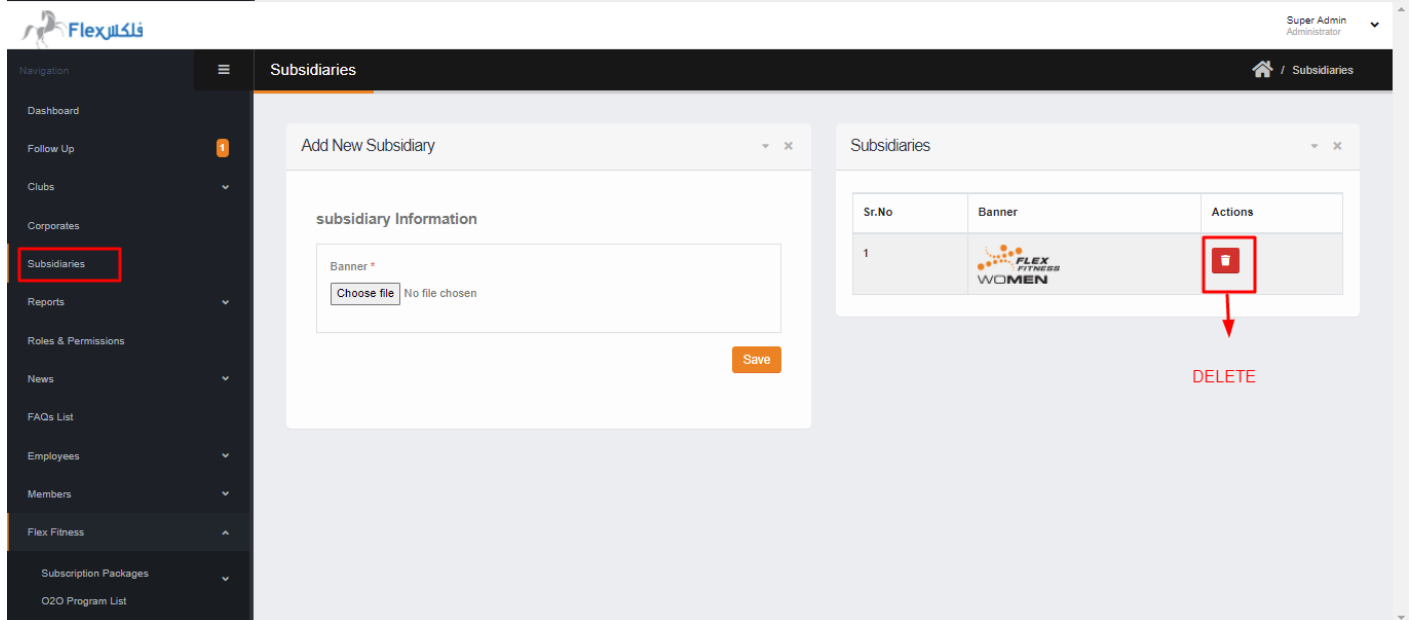 Flexفلكس
Super Admin
Administrator
Navigation
Subsidiaries
/ Subsidiaries
Dashboard
Follow Up
1
Clubs
Corporates
Subsidiaries
Reports
Roles & Permissions
News
FAQs List
Employees
Members
Flex Fitness
Subscription Packages
O2O Program List
Add New Subsidiary
subsidiary Information
Banner *
Choose file No file chosen
Save
Subsidiaries
Sr.No Banner Actions
1
FLEX
FITNESS
WOMEN
DELETE